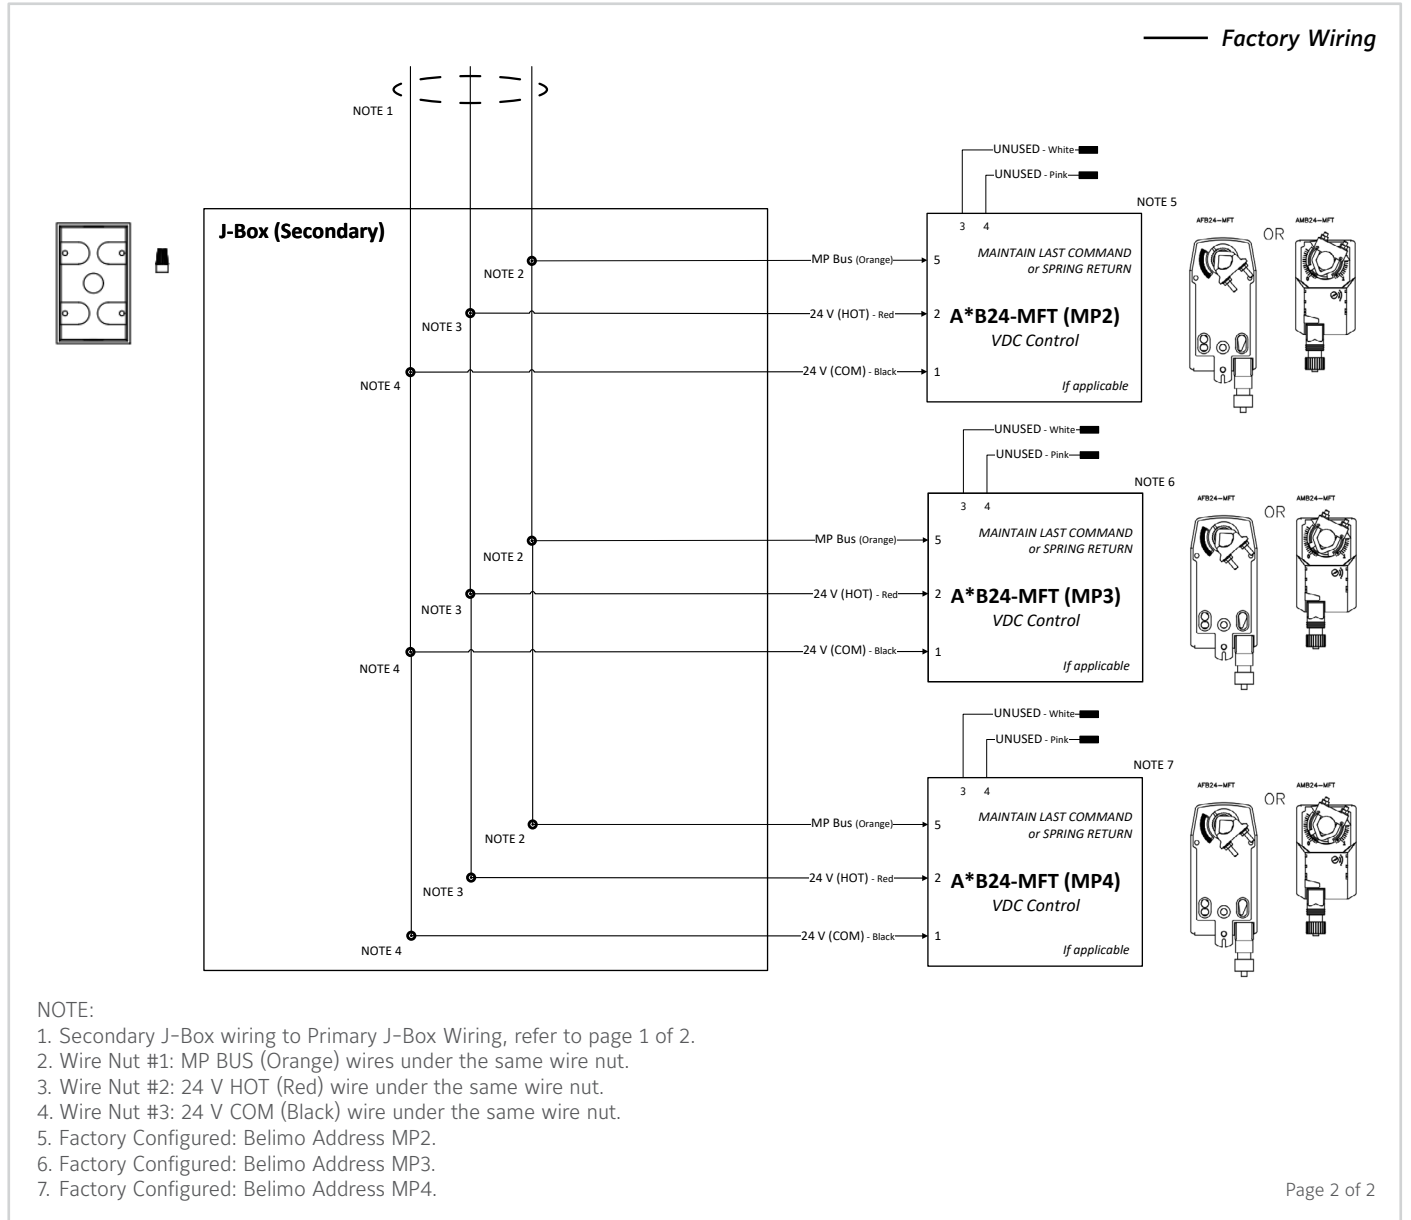 Factory Wiring
NOTE 1
J-Box (Secondary)
UNUSED - White
UNUSED - Pink
NOTE 5
3 4
MAINTAIN LAST COMMAND
or SPRING RETURN
NOTE 2
MP Bus (Orange)
5
NOTE 3
24 V (HOT) - Red
2
A*B24-MFT (MP2)
VDC Control
NOTE 4
24 V (COM) - Black
1
If applicable
AFB24-MFT
OR
AMB24-MFT
UNUSED - White
UNUSED - Pink
NOTE 6
3 4
MAINTAIN LAST COMMAND
or SPRING RETURN
NOTE 2
MP Bus (Orange)
5
NOTE 3
24 V (HOT) - Red
2
A*B24-MFT (MP3)
VDC Control
NOTE 4
24 V (COM) - Black
1
If applicable
AFB24-MFT
OR
AMB24-MFT
UNUSED - White
UNUSED - Pink
NOTE 7
3 4
MAINTAIN LAST COMMAND
or SPRING RETURN
NOTE 2
MP Bus (Orange)
5
NOTE 3
24 V (HOT) - Red
2
A*B24-MFT (MP4)
VDC Control
NOTE 4
24 V (COM) - Black
1
If applicable
AFB24-MFT
OR
AMB24-MFT
NOTE:
1. Secondary J-Box wiring to Primary J-Box Wiring, refer to page 1 of 2.
2. Wire Nut #1: MP BUS (Orange) wires under the same wire nut.
3. Wire Nut #2: 24 V HOT (Red) wire under the same wire nut.
4. Wire Nut #3: 24 V COM (Black) wire under the same wire nut.
5. Factory Configured: Belimo Address MP2.
6. Factory Configured: Belimo Address MP3.
7. Factory Configured: Belimo Address MP4.
Page 2 of 2